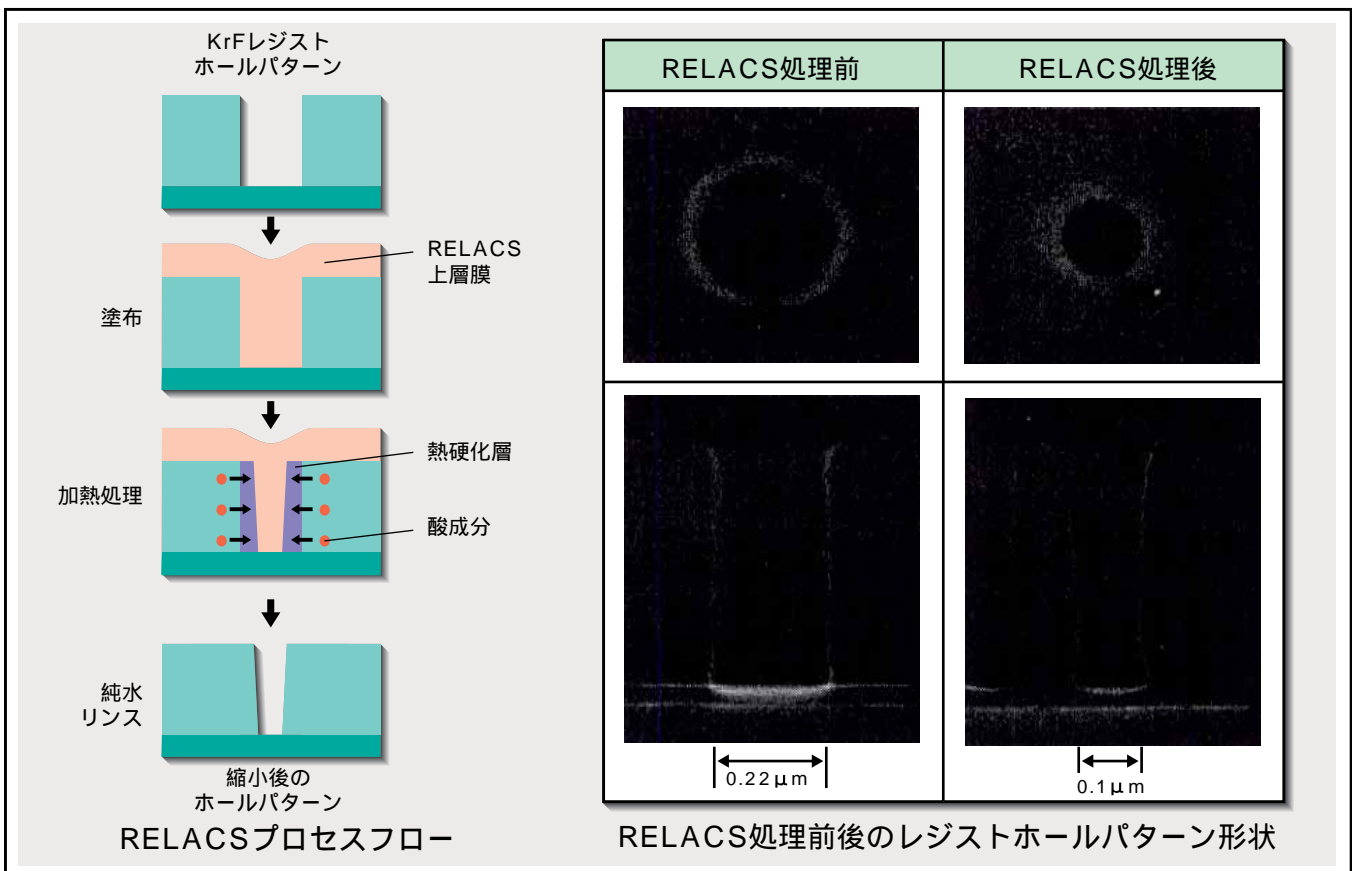 KrFレジスト
ホールパターン
RELACS
上層膜
塗布
熱硬化層
加熱処理
酸成分
純水
リンス
縮小後の
ホールパターン
RELACSプロセスフロー
RELACS処理前
RELACS処理後
0.22μm
0.1μm
RELACS処理前後のレジストホールパターン形状